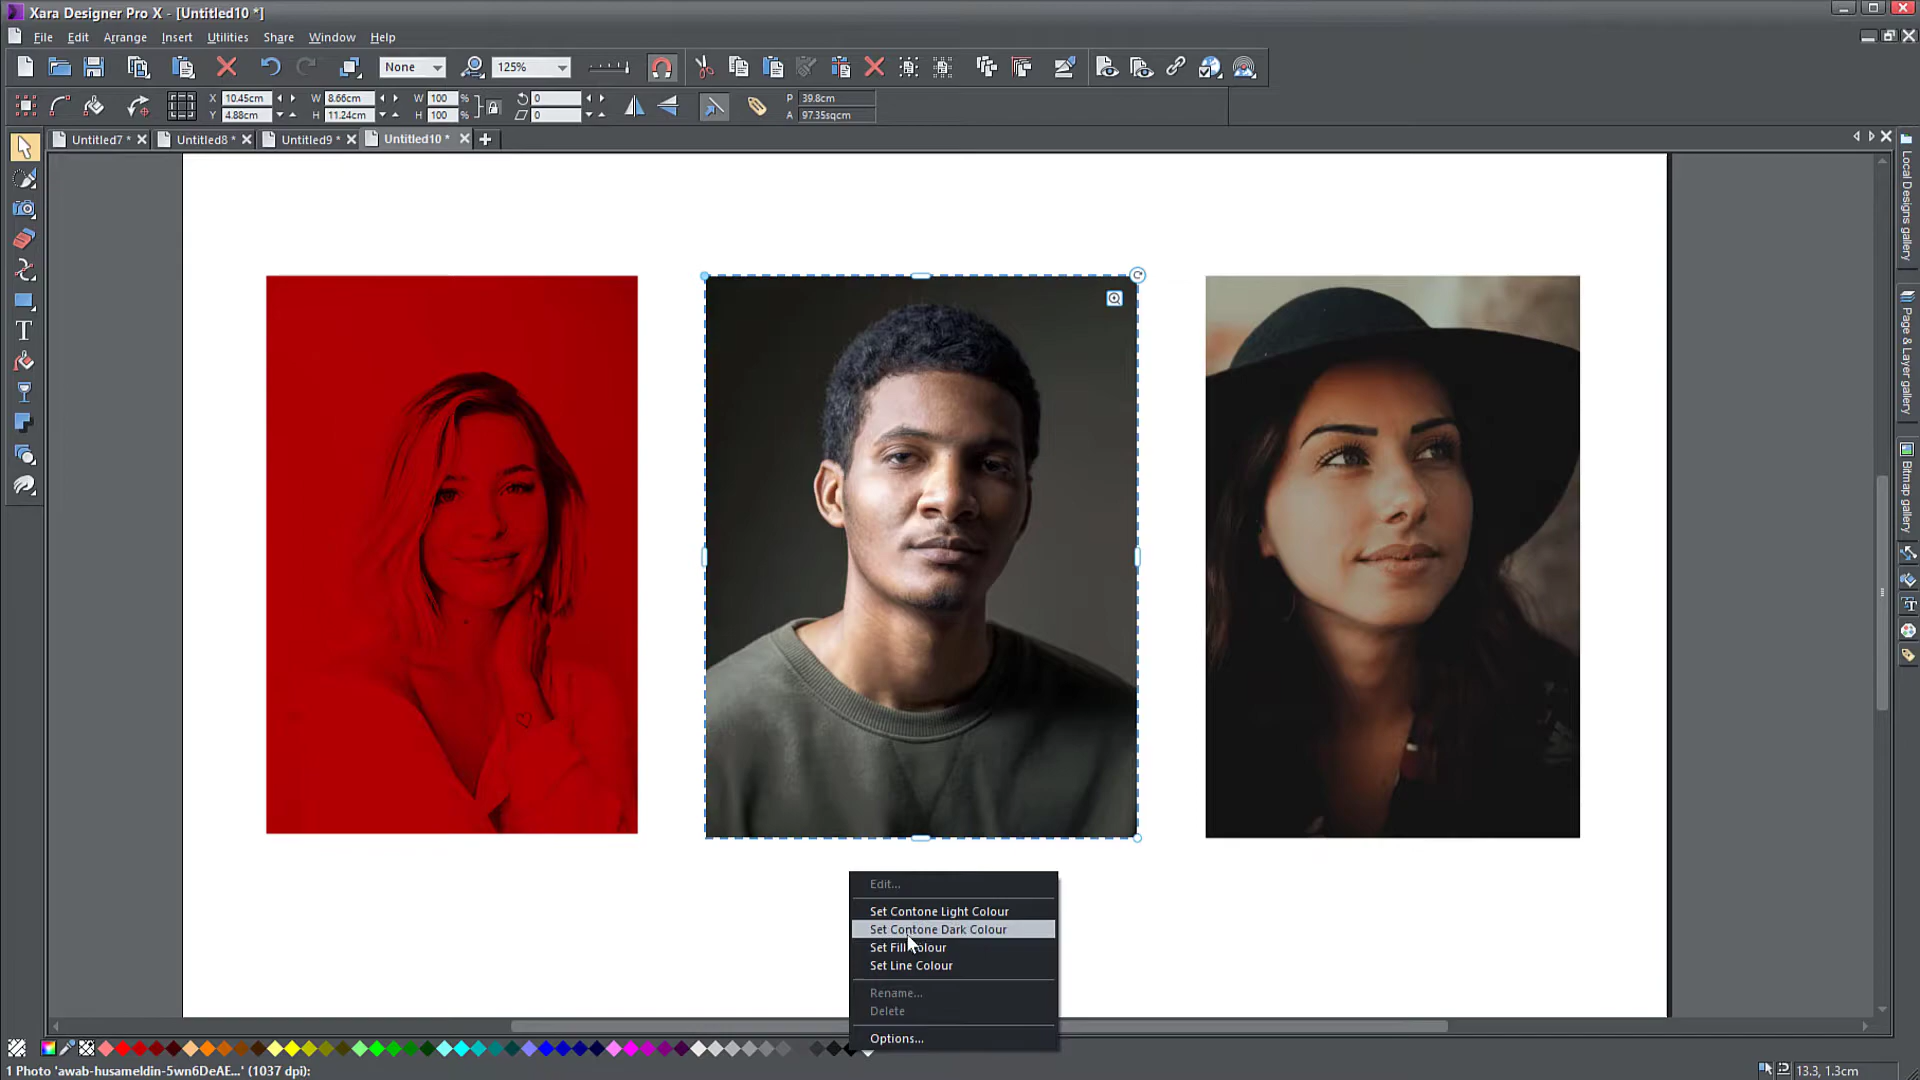 Xara Designer Pro X - [Untitled10 *]
File Edit Arrange Insert Utilities Share Window Help
None 125%
X 10.45cm W 8.66cm W 100 % 0 P 39.8cm
Y 4.88cm H 11.24cm H 100 % 0 A 97.35sqcm
Untitled7 * Untitled8 * Untitled9 * Untitled10 *
Local Designs gallery
Page & Layer gallery
Bitmap gallery
Edit...
Set Contone Light Colour
Set Contone Dark Colour
Set Fill Colour
Set Line Colour
Rename...
Delete
Options...
1 Photo 'awab-husameldin-5wn6DeAE...' (1037 dpi): 13.3, 1.3cm